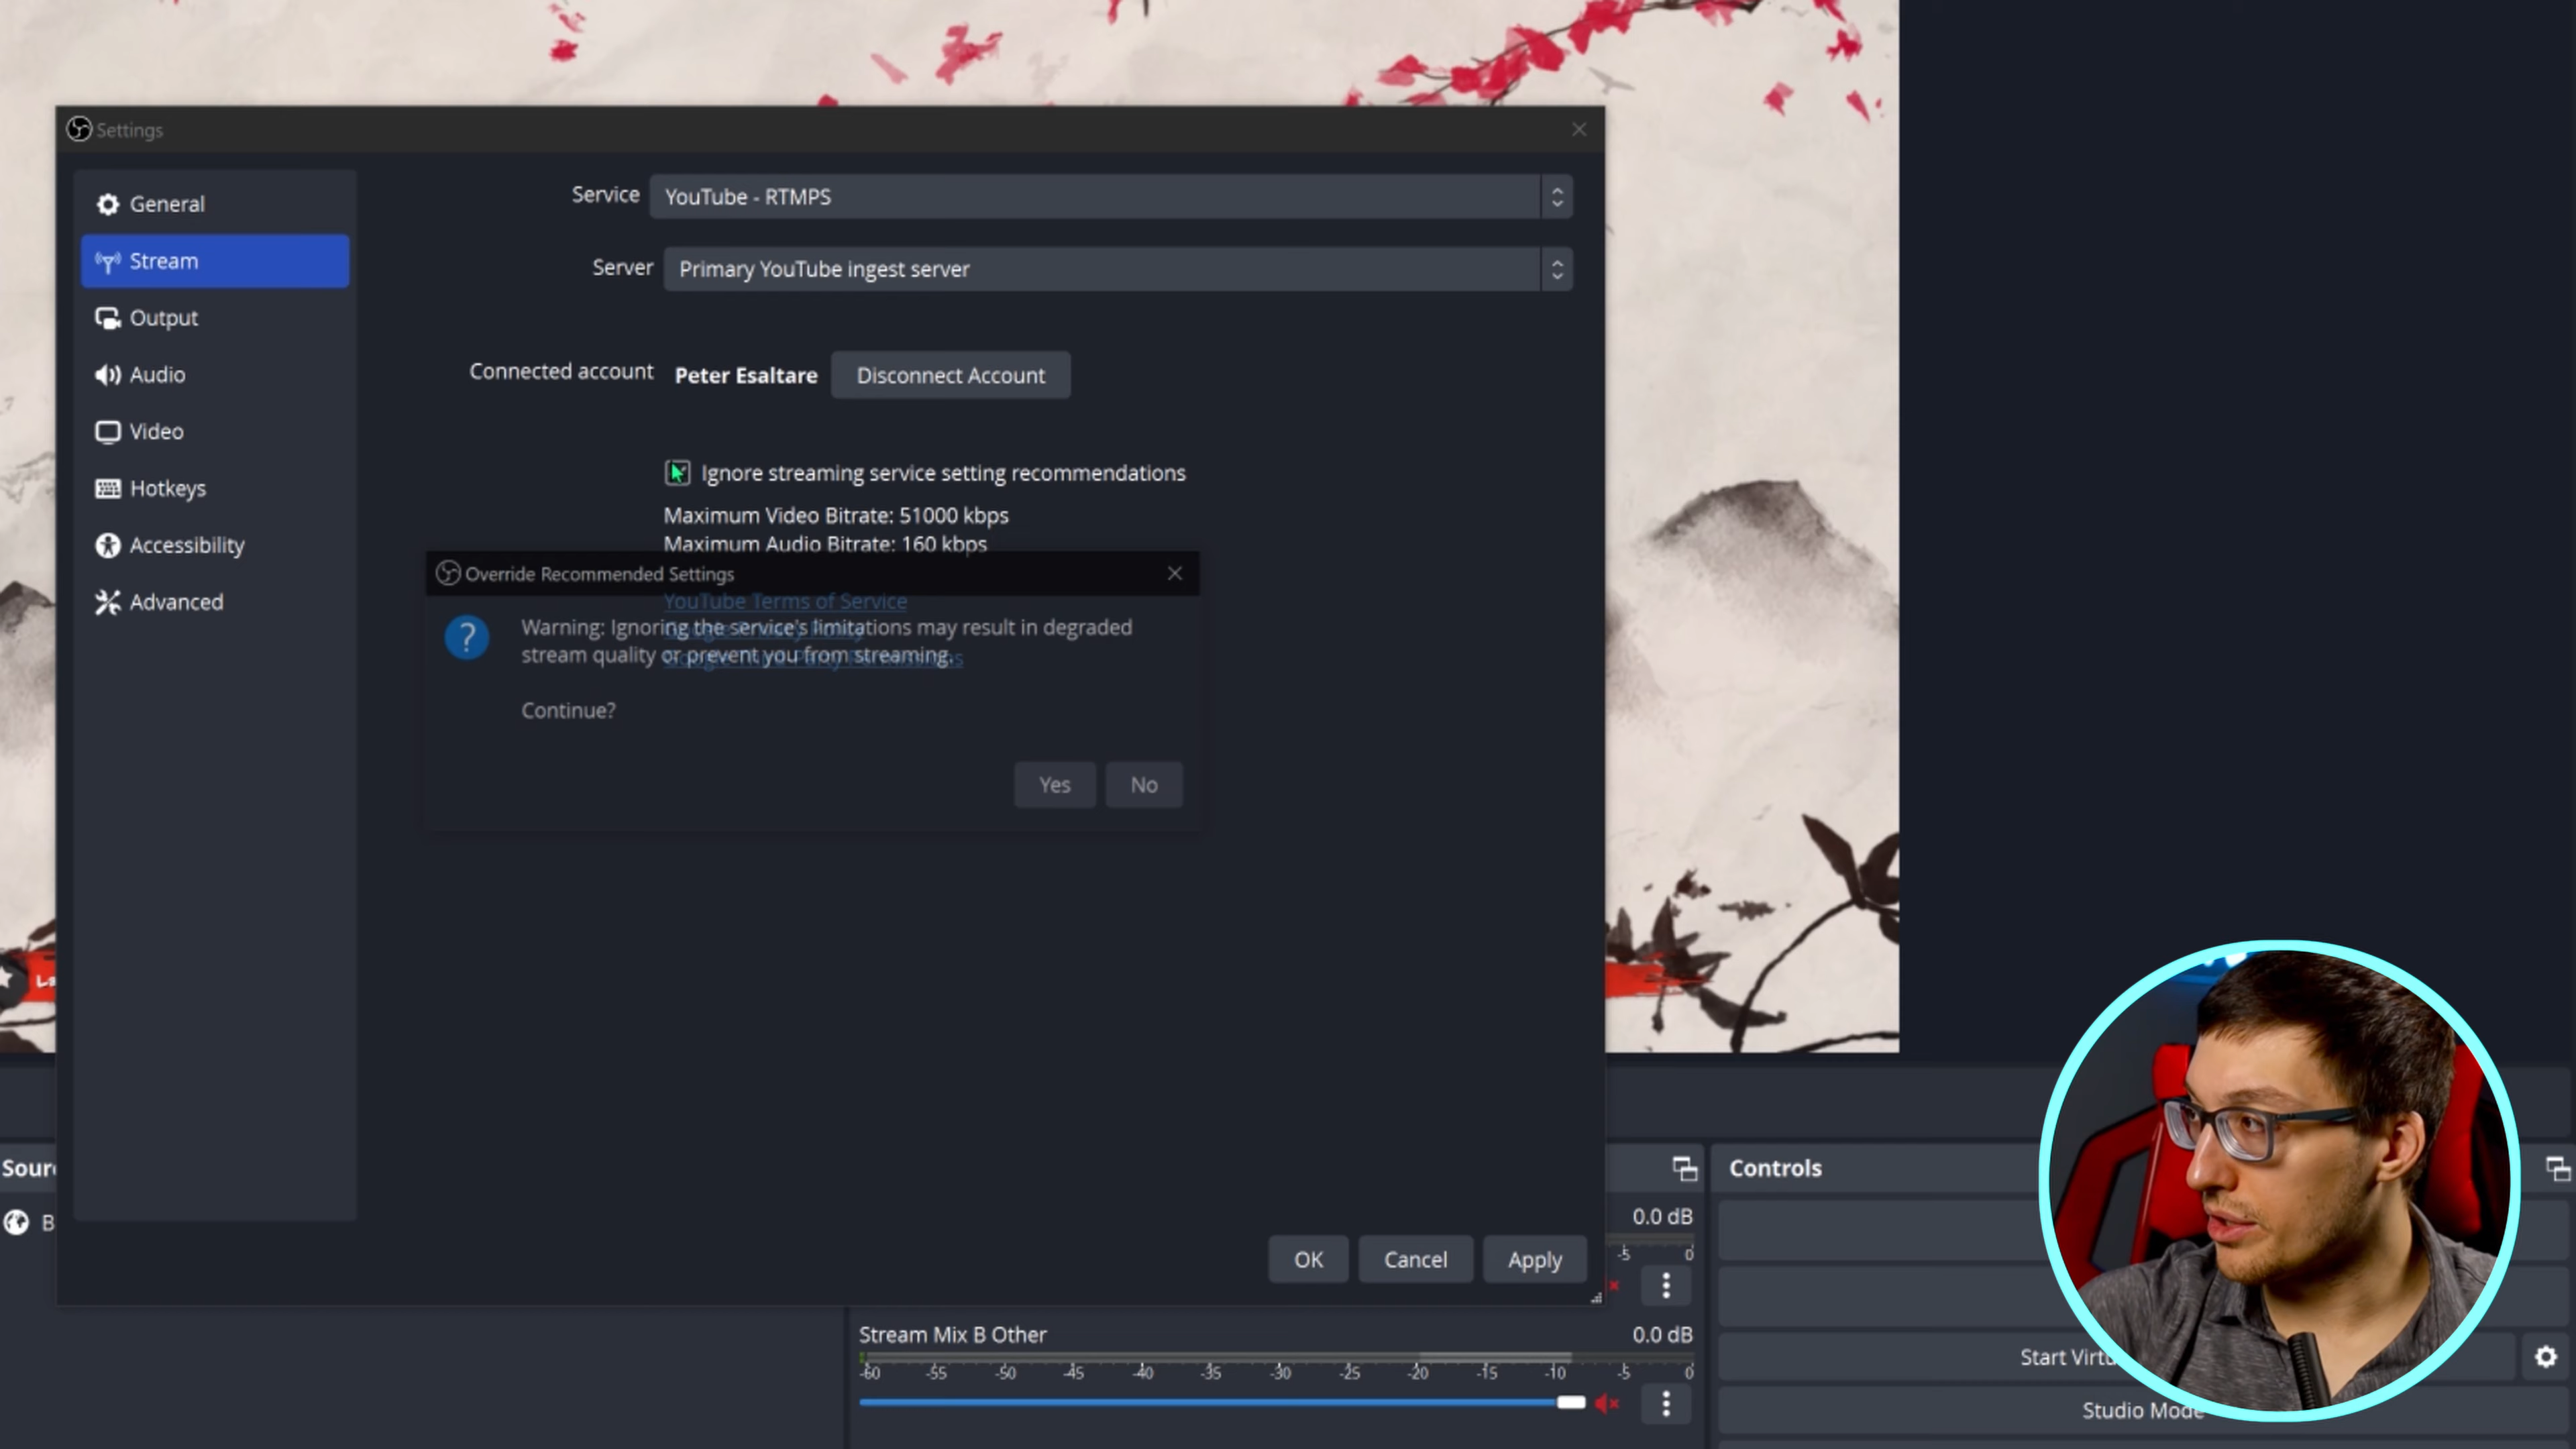 Settings
General
Stream
Output
Audio
Video
Hotkeys
Accessibility
Advanced
Service YouTube - RTMPS
Server Primary YouTube ingest server
Connected account Peter Esaltare Disconnect Account
Ignore streaming service setting recommendations
Maximum Video Bitrate: 51000 kbps
Maximum Audio Bitrate: 160 kbps
Override Recommended Settings
YouTube Terms of Service
Warning: Ignoring the service's limitations may result in degraded
stream quality or prevent you from streaming.
Continue?
Yes No
OK Cancel Apply
Controls
B
0.0 dB
-5 0
Stream Mix B Other 0.0 dB
-60 -55 -50 -45 -40 -35 -30 -25 -20 -15 -10 -5 0
Start
Studio Mode